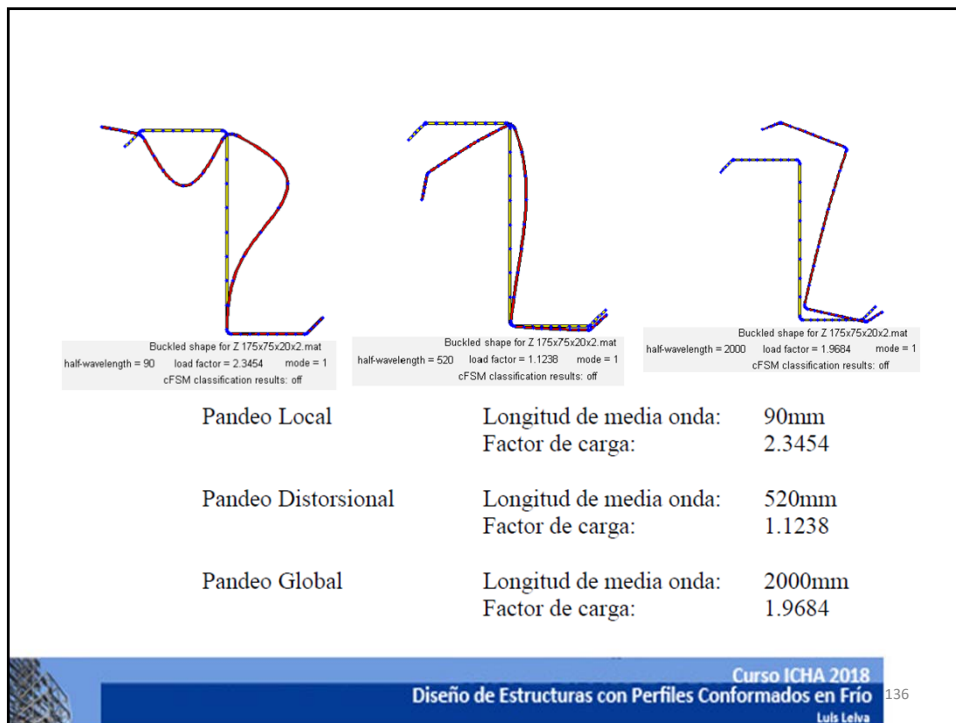 Buckled shape for Z 175x75x20x2.mat
half-wavelength = 90 load factor = 2.3454 mode = 1
cFSM classification results: off
Buckled shape for Z 175x75x20x2.mat
half-wavelength = 520 load factor = 1.1238 mode = 1
cFSM classification results: off
Buckled shape for Z 175x75x20x2.mat
half-wavelength = 2000 load factor = 1.9684 mode = 1
cFSM classification results: off
Pandeo Local Longitud de media onda: 90mm
Factor de carga: 2.3454
Pandeo Distorsional Longitud de media onda: 520mm
Factor de carga: 1.1238
Pandeo Global Longitud de media onda: 2000mm
Factor de carga: 1.9684
Curso ICHA 2018
Diseño de Estructuras con Perfiles Conformados en Frío
136
Luis Leiva